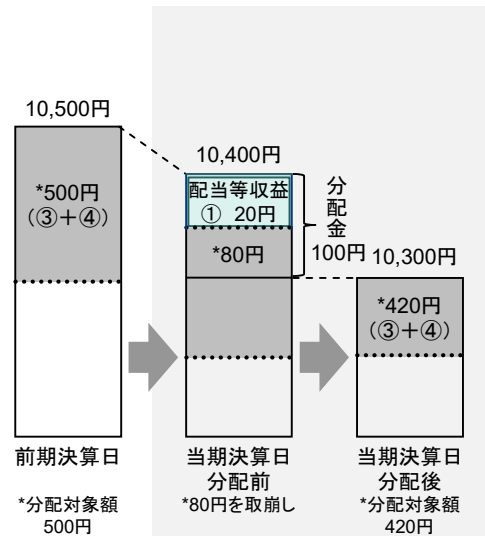 10,500円
*500円
(③+④)
10,400円
配当等収益
① 20円
*80円
分配金
100円
10,300円
*420円
(③+④)
前期決算日
*分配対象額
500円
当期決算日
分配前
*80円を取崩し
当期決算日
分配後
*分配対象額
420円